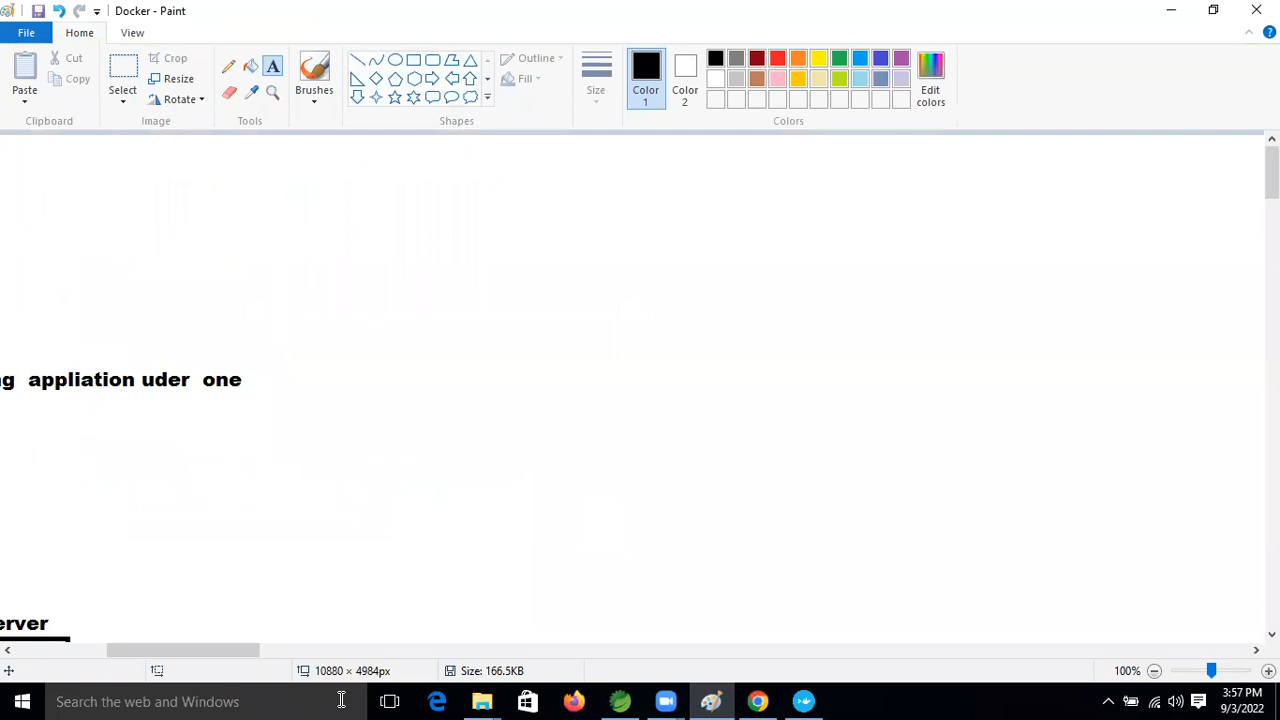 Docker - Paint
File
Home
View
Paste
Cut
Copy
Clipboard
Select
Crop
Resize
Rotate
Image
A
Tools
Brushes
Outline
Fill
Shapes
Size
Color
1
Color
2
Edit
colors
Colors
g appliation uder one
erver
10880 × 4984px
Size: 166.5KB
100%
Search the web and Windows
3:57 PM
9/3/2022